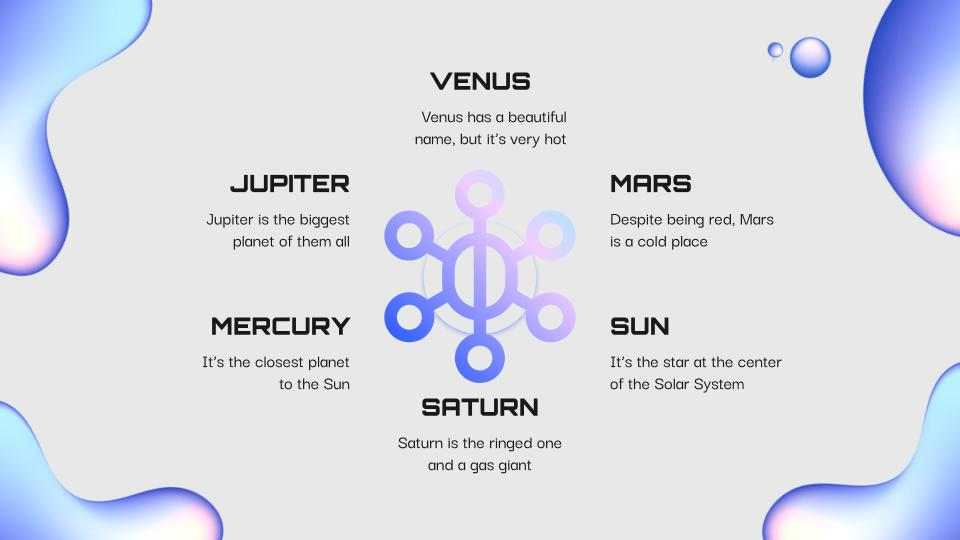 VENUS
Venus has a beautiful
name, but it’s very hot
JUPITER
Jupiter is the biggest
planet of them all
MARS
Despite being red, Mars
is a cold place
MERCURY
It’s the closest planet
to the Sun
SUN
It’s the star at the center
of the Solar System
SATURN
Saturn is the ringed one
and a gas giant